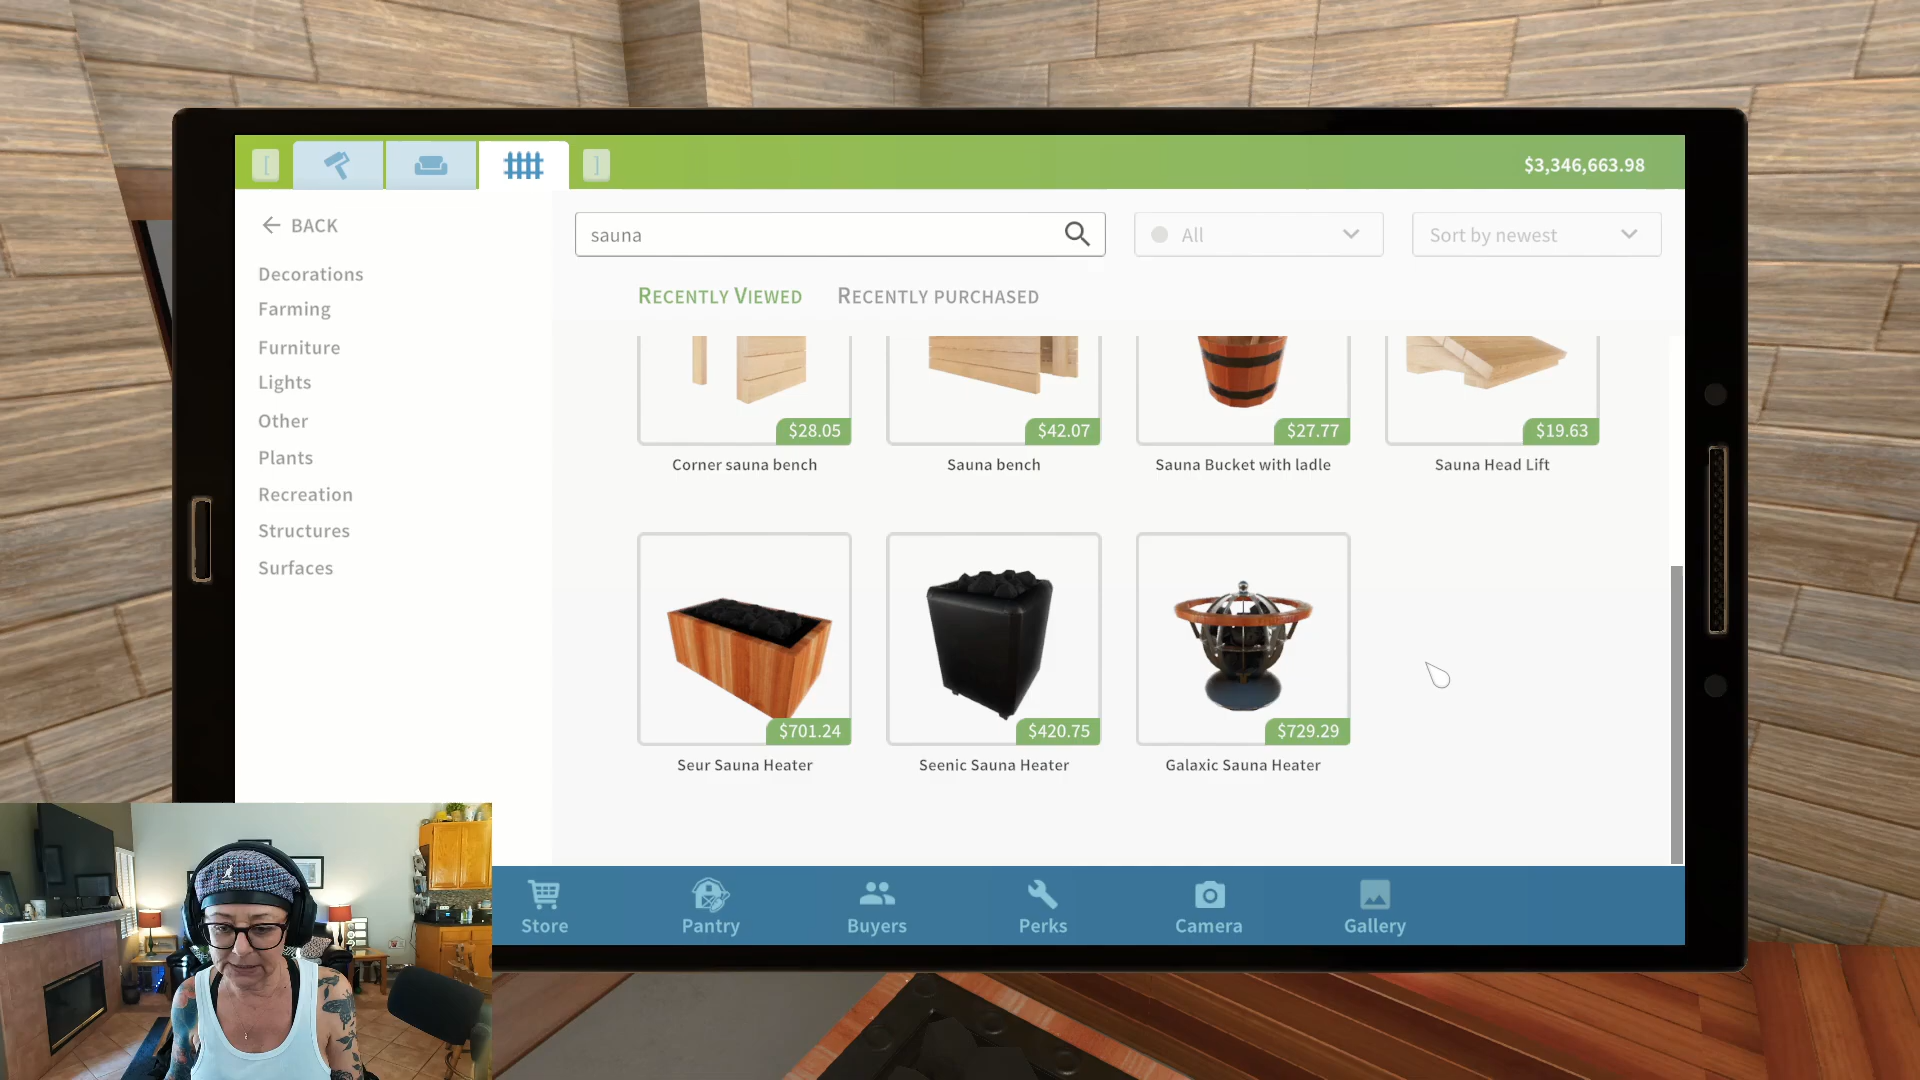 [
]
$3,346,663.98
BACK
sauna
All
Sort by newest
RECENTLY VIEWED
RECENTLY PURCHASED
Decorations
Farming
Furniture
Lights
Other
Plants
Recreation
Structures
Surfaces
$28.05
$42.07
$27.77
$19.63
Corner sauna bench
Sauna bench
Sauna Bucket with ladle
Sauna Head Lift
$701.24
$420.75
$729.29
Seur Sauna Heater
Seenic Sauna Heater
Galaxic Sauna Heater
Store
Pantry
Buyers
Perks
Camera
Gallery